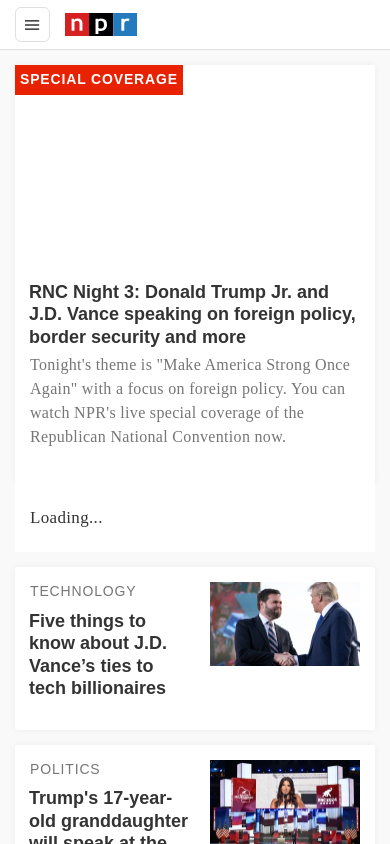 npr
SPECIAL COVERAGE
RNC Night 3: Donald Trump Jr. and
J.D. Vance speaking on foreign policy,
border security and more
Tonight's theme is "Make America Strong Once
Again" with a focus on foreign policy. You can
watch NPR's live special coverage of the
Republican National Convention now.
Loading...
TECHNOLOGY
Five things to
know about J.D.
Vance’s ties to
tech billionaires
POLITICS
Trump's 17-year-
old granddaughter
will speak at the